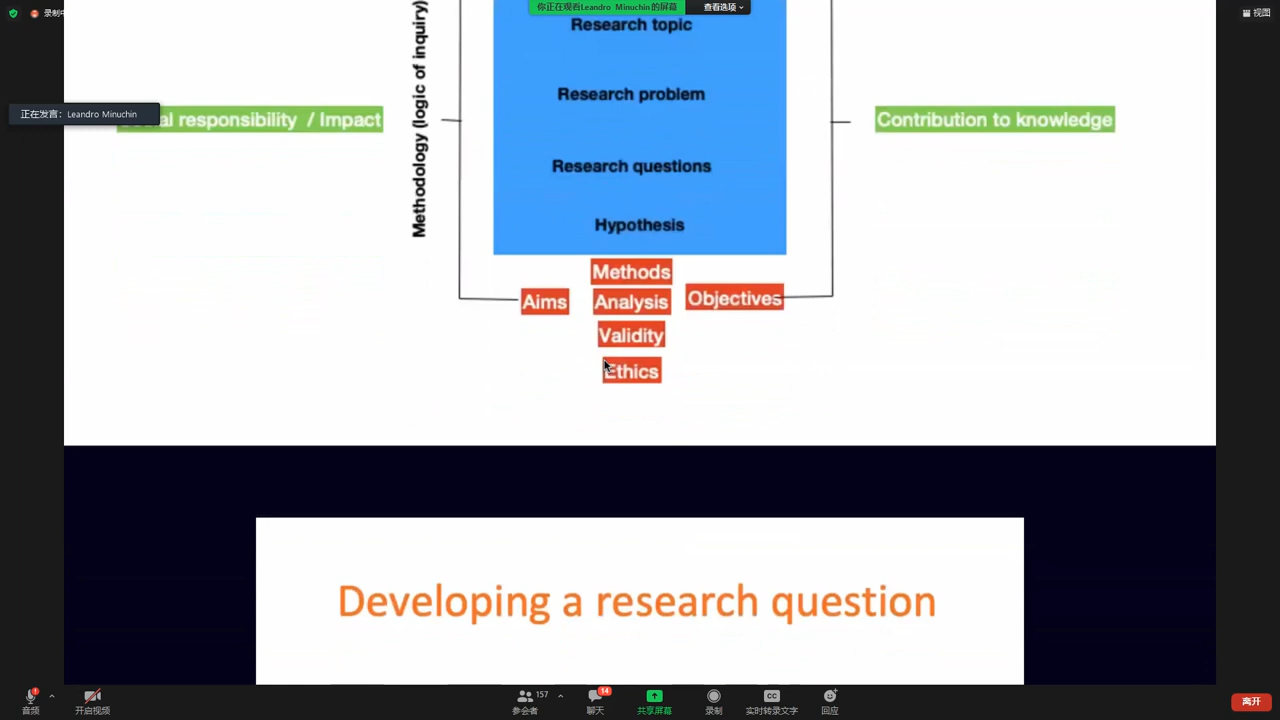 录制中
你正在观看Leandro Minuchin的屏幕
查看选项
视图
Research topic
Methodology (logic of inquiry)
Research problem
正在发言: Leandro Minuchin
responsibility / Impact
Contribution to knowledge
Research questions
Hypothesis
Methods
Aims
Analysis
Objectives
Validity
Ethics
Developing a research question
音频
开启视频
157
参会者
14
聊天
共享屏幕
录制
CC
实时转录文字
回应
离开